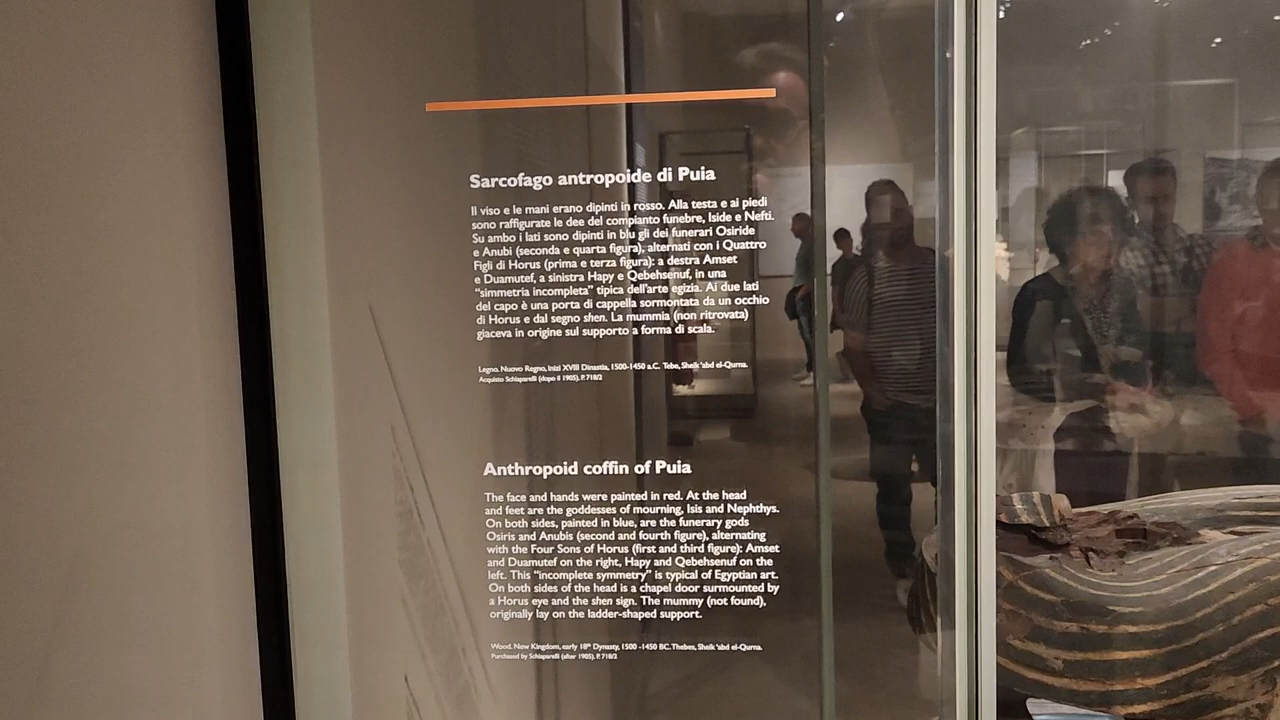 Sarcofago antropoide di Puia
Il viso e le mani erano dipinti in rosso. Alla testa e ai piedi
sono raffigurate le dee del compianto funebre, Iside e Nefti.
Su ambo i lati sono dipinti in blu gli dei funerari Osiride
e Anubi (seconda e quarta figura), alternati con i Quattro
Figli di Horus (prima e terza figura): a destra Amset
e Duamutef, a sinistra Hapy e Qebehsenuf, in una
“simmetria incompleta” tipica dell’arte egizia. Ai due lati
del capo è una porta di cappella sormontata da un occhio
di Horus e dal segno shen. La mummia (non ritrovata)
giaceva in origine sul supporto a forma di scala.
Legno. Nuovo Regno, inizi XVIII Dinastia, 1500-1450 a.C. Tebe, Sheik ‘abd el-Qurna.
Acquisto Schiaparelli (dopo il 1905). P. 718/2
Anthropoid coffin of Puia
The face and hands were painted in red. At the head
and feet are the goddesses of mourning, Isis and Nephthys.
On both sides, painted in blue, are the funerary gods
Osiris and Anubis (second and fourth figure), alternating
with the Four Sons of Horus (first and third figure): Amset
and Duamutef on the right, Hapy and Qebehsenuf on the
left. This “incomplete symmetry” is typical of Egyptian art.
On both sides of the head is a chapel door surmounted by
a Horus eye and the shen sign. The mummy (not found),
originally lay on the ladder-shaped support.
Wood. New Kingdom, early 18th Dynasty, 1500 -1450 BC. Thebes, Sheik ‘abd el-Qurna.
Purchased by Schiaparelli (after 1905). P. 718/2